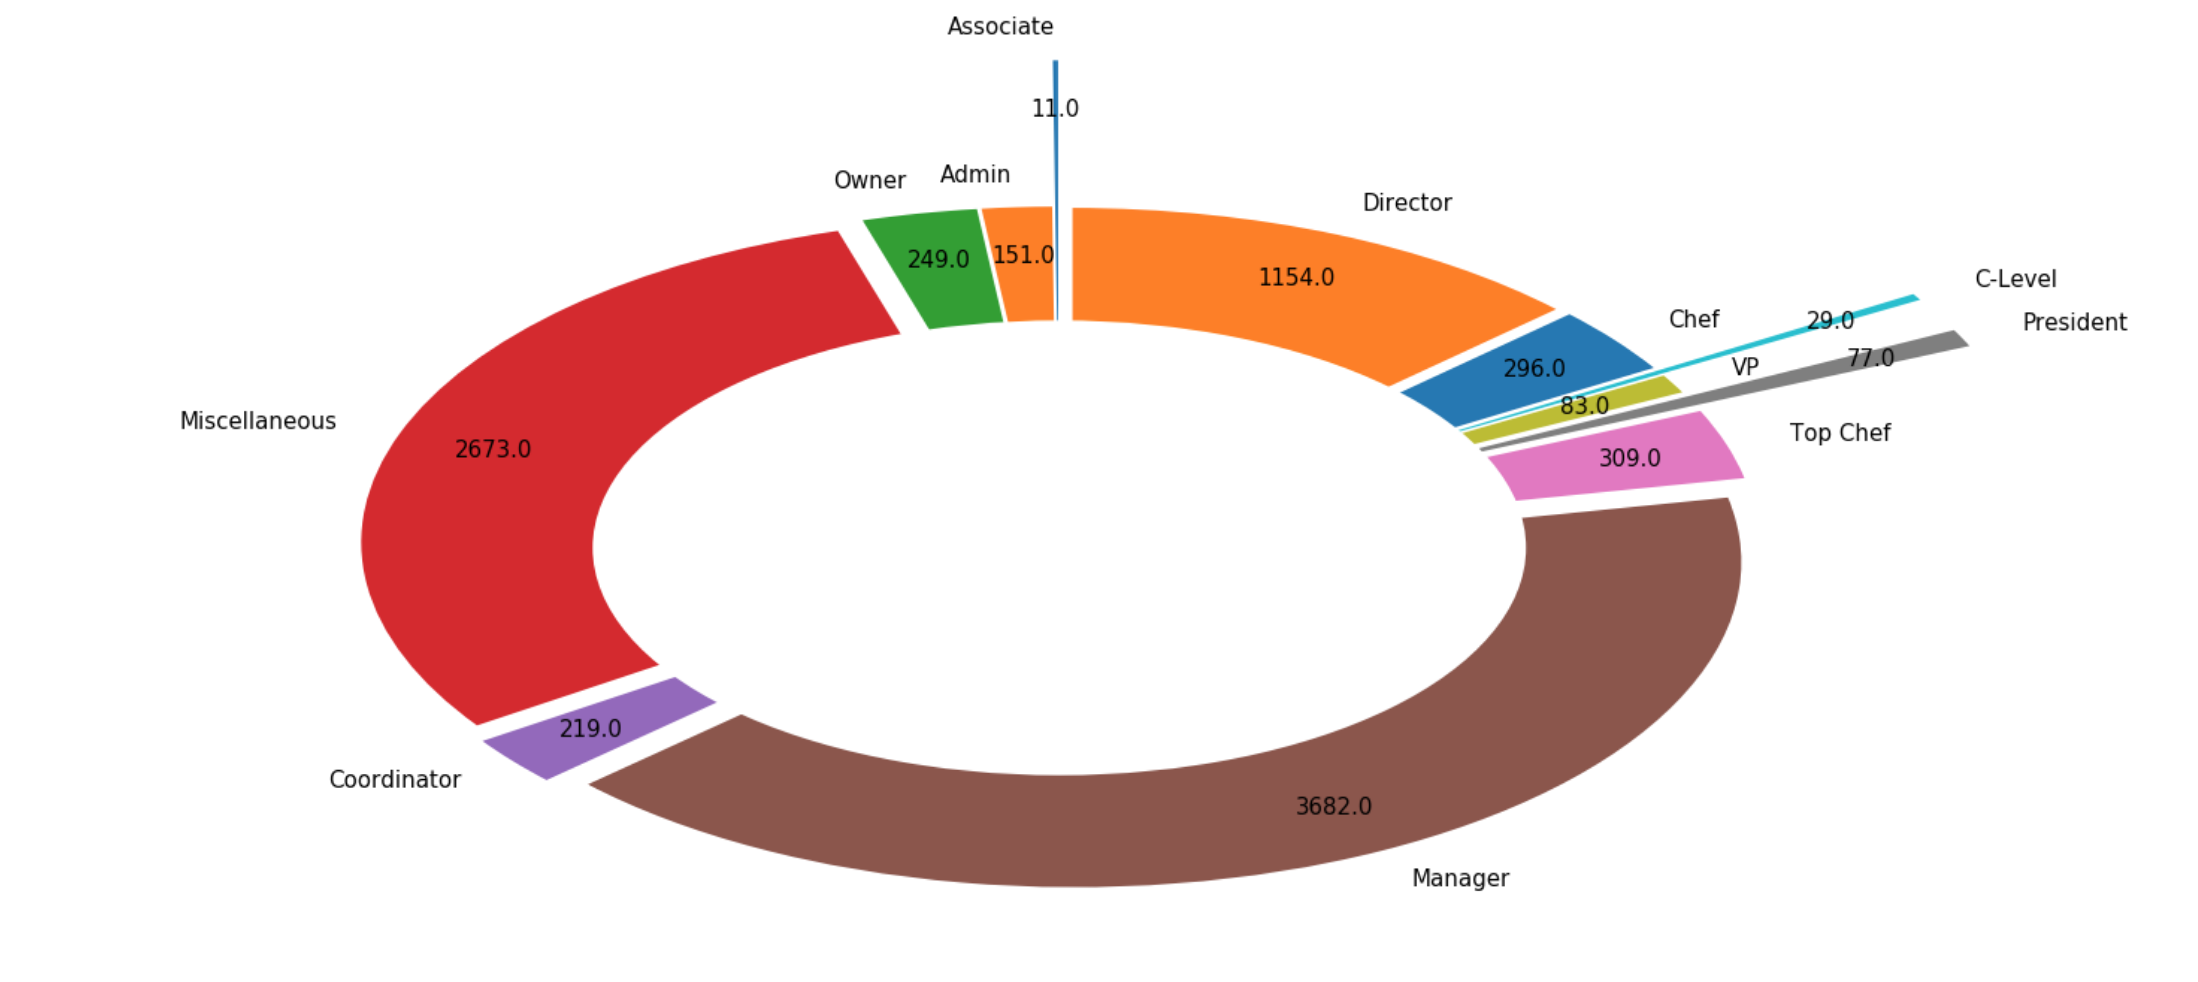 Associate
11.0
Owner
Admin
249.0
151.0
Director
1154.0
C-Level
29.0
Chef
296.0
President
77.0
VP
83.0
Top Chef
309.0
Miscellaneous
2673.0
Coordinator
219.0
3682.0
Manager